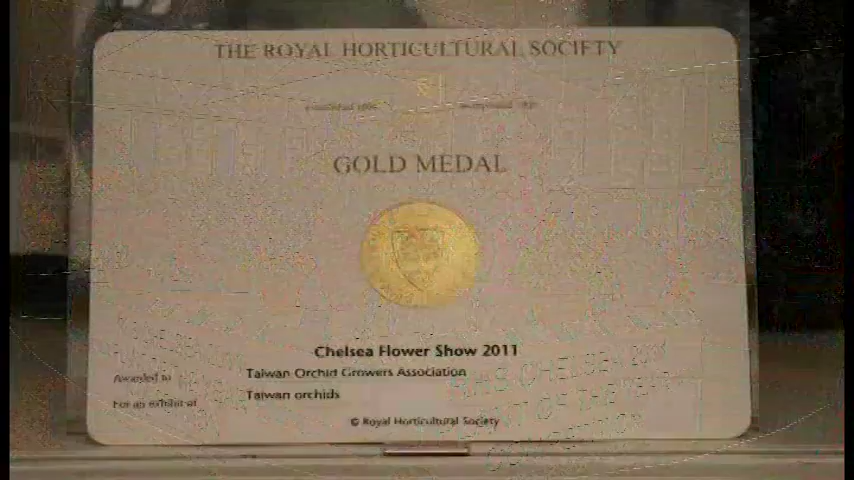 THE ROYAL HORTICULTURAL SOCIETY
GOLD MEDAL
Chelsea Flower Show 2011
Awarded to
Taiwan Orchid Growers Association
For an exhibit of
Taiwan orchids
© Royal Horticultural Society